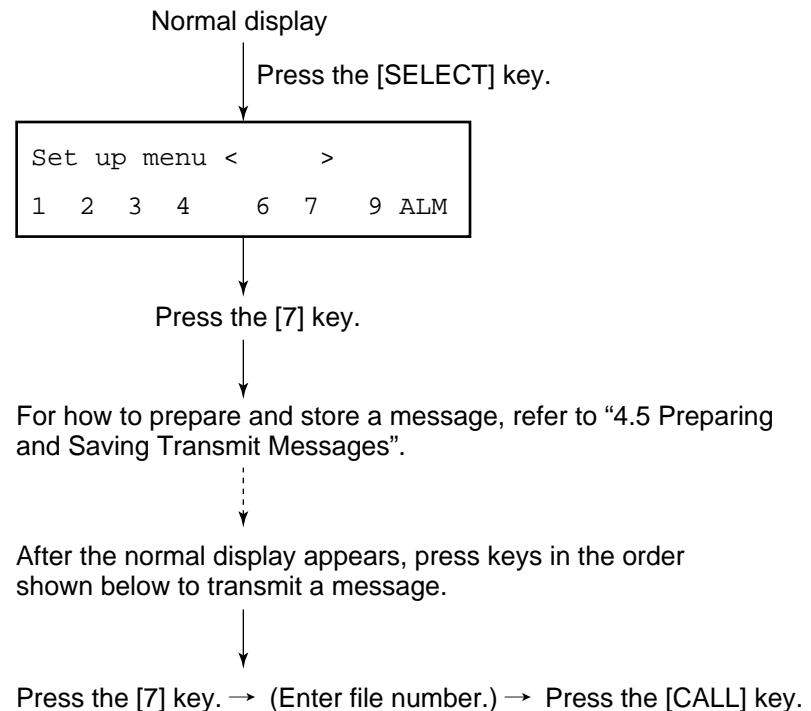 Normal display
Press the [SELECT] key.
Set up menu < >
1 2 3 4 6 7 9 ALM
Press the [7] key.
For how to prepare and store a message, refer to “4.5 Preparing
and Saving Transmit Messages”.
After the normal display appears, press keys in the order
shown below to transmit a message.
Press the [7] key. → (Enter file number.) → Press the [CALL] key.